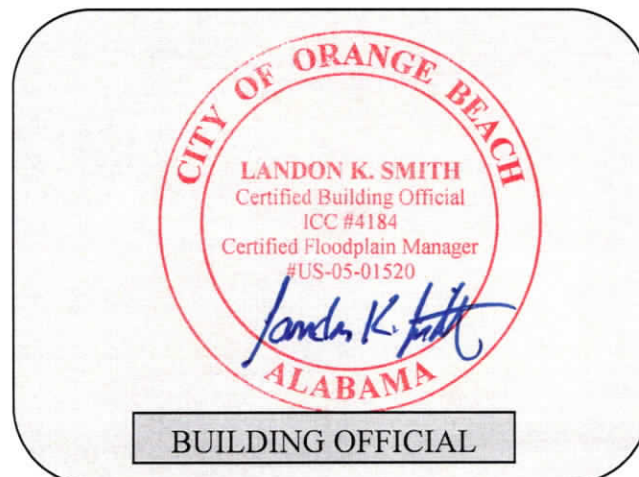 CITY OF ORANGE BEACH
LANDON K. SMITH
Certified Building Official
ICC #4184
Certified Floodplain Manager
#US-05-01520
Landon K. Smith
ALABAMA
BUILDING OFFICIAL